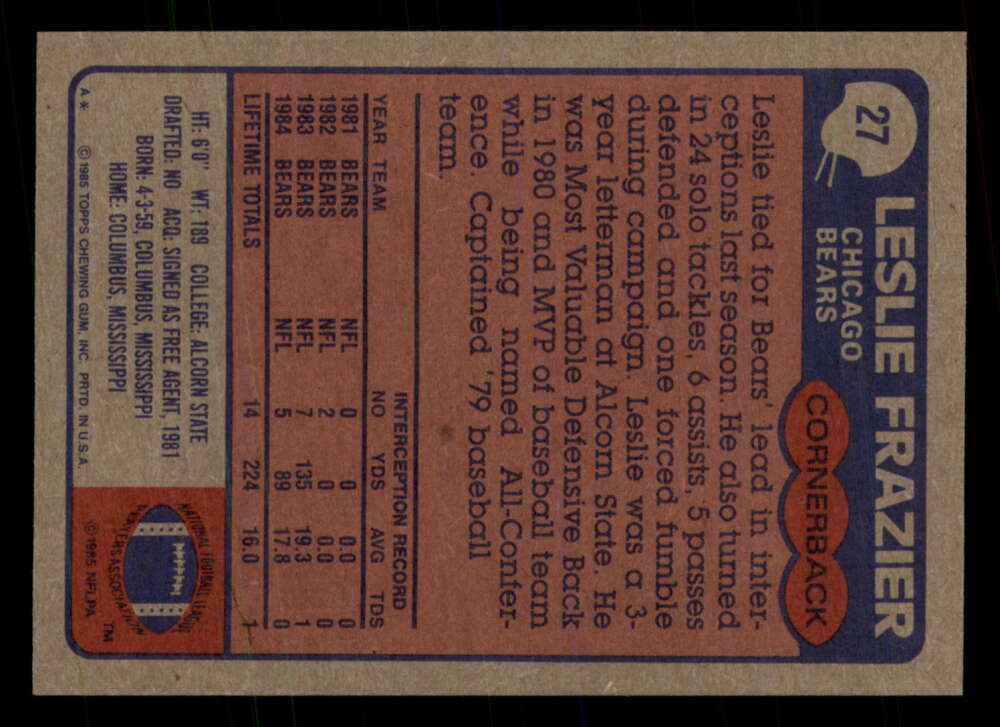 27
LESLIE FRAZIER
CHICAGO
BEARS
CORNERBACK
Leslie tied for Bears' lead in inter-
ceptions last season. He also turned
in 24 solo tackles, 6 assists, 5 passes
defended and one forced fumble
during campaign. Leslie was a 3-
year letterman at Alcorn State. He
was Most Valuable Defensive Back
in 1980 and MVP of baseball team
while being named All-Confer-
ence. Captained '79 baseball
team.
INTERCEPTION RECORD
YEAR TEAM NO YDS AVG TDS
1981 BEARS NFL 0 0 0.0 0
1982 BEARS NFL 2 0 0.0 0
1983 BEARS NFL 7 135 19.3 1
1984 BEARS NFL 5 89 17.8 0
LIFETIME TOTALS 14 224 16.0 1
HT: 6'0" WT: 189 COLLEGE: ALCORN STATE
DRAFTED: NO ACQ: SIGNED AS FREE AGENT, 1981
BORN: 4-3-59, COLUMBUS, MISSISSIPPI
HOME: COLUMBUS, MISSISSIPPI
A* © 1985 TOPPS CHEWING GUM, INC. PRTD. IN U.S.A.
NATIONAL FOOTBALL LEAGUE
PLAYERS ASSOCIATION
TM
© 1985 NFLPA